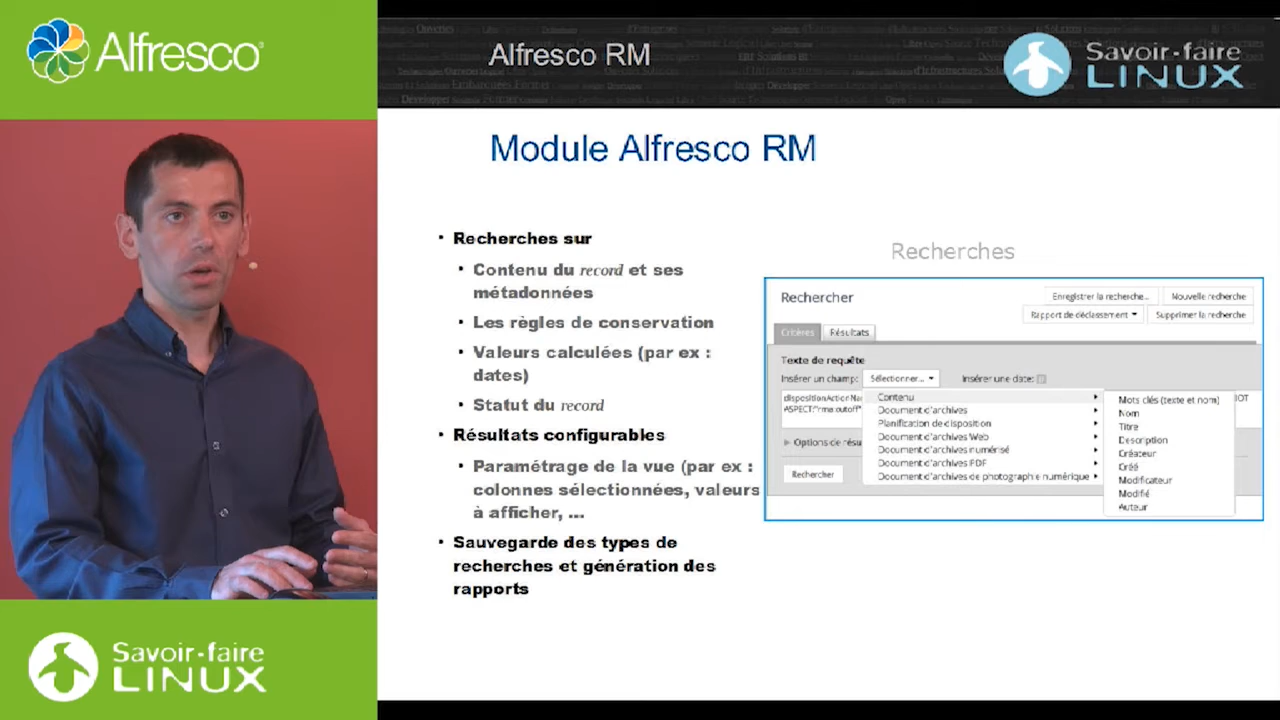 Alfresco
Alfresco RM
Savoir-faire
LINUX
Module Alfresco RM
• Recherches sur
• Contenu du record et ses
métadonnées
• Les règles de conservation
• Valeurs calculées (par ex :
dates)
• Statut du record
• Résultats configurables
• Paramétrage de la vue (par ex :
colonnes sélectionnées, valeurs
à afficher, ...
• Sauvegarde des types de
recherches et génération des
rapports
Recherches
Rechercher
Enregistrer la recherche...
Nouvelle recherche
Rapport de déclassement
Supprimer la recherche
Critères
Résultats
Texte de requête
Insérer un champ:
Sélectionner...
Insérer une date:
ASPECT:"rma:cutoff"
Options de
Rechercher
Contenu
Document d'archives
Planification de disposition
Document d'archives Web
Document d'archives numérisé
Document d'archives PDF
Document d'archives de photographie numérique
Mots clés (texte et nom)
Nom
Titre
Description
Créateur
Créé
Modificateur
Modifié
Auteur
Savoir-faire
LINUX